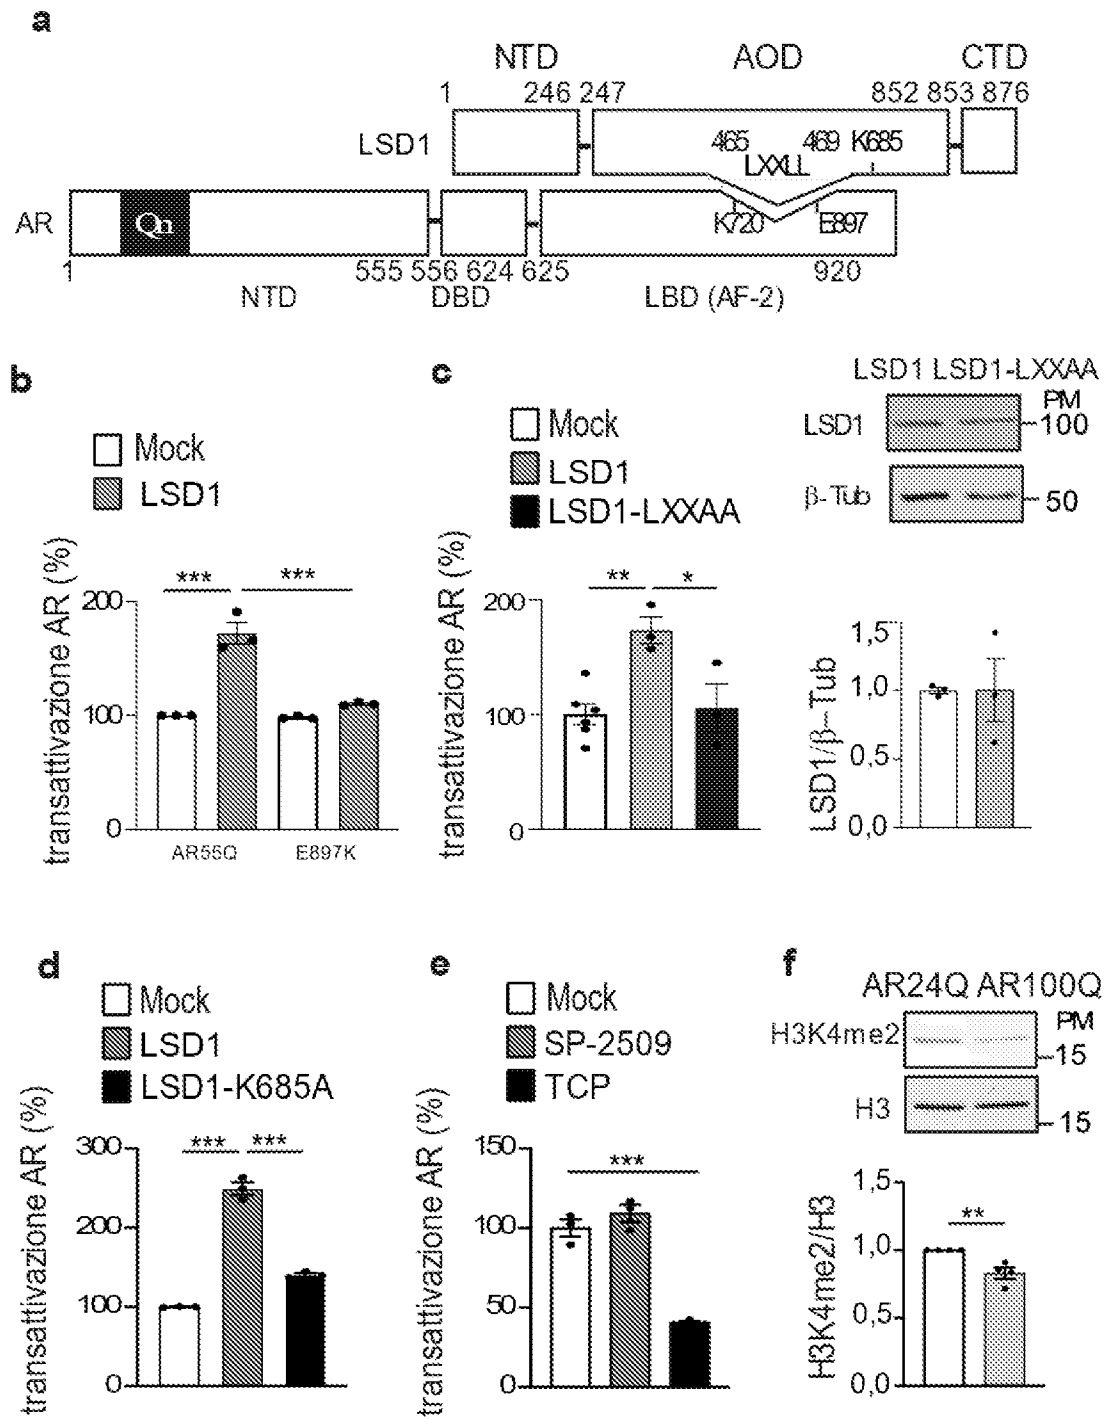 a
NTD AOD CTD
1 246 247 852 853 876
LSD1
465 469 K685
LXXLL
AR
Qn
K720 E897
1 555 556 624 625 920
NTD DBD LBD (AF-2)
b
Mock
LSD1
transattivazione AR (%)
200
100
0
*** ***
AR55Q E897K
c
Mock
LSD1
LSD1-LXXAA
transattivazione AR (%)
200
100
0
** *
LSD1 LSD1-LXXAA
PM
LSD1 100
β-Tub 50
LSD1/β-Tub
1,5
1,0
0,5
0,0
d
Mock
LSD1
LSD1-K685A
transattivazione AR (%)
300
200
100
0
*** ***
e
Mock
SP-2509
TCP
transattivazione AR (%)
150
100
50
0
***
f
AR24Q AR100Q
H3K4me2 PM
15
H3 15
H3K4me2/H3
1,5
1,0
0,5
0,0
**